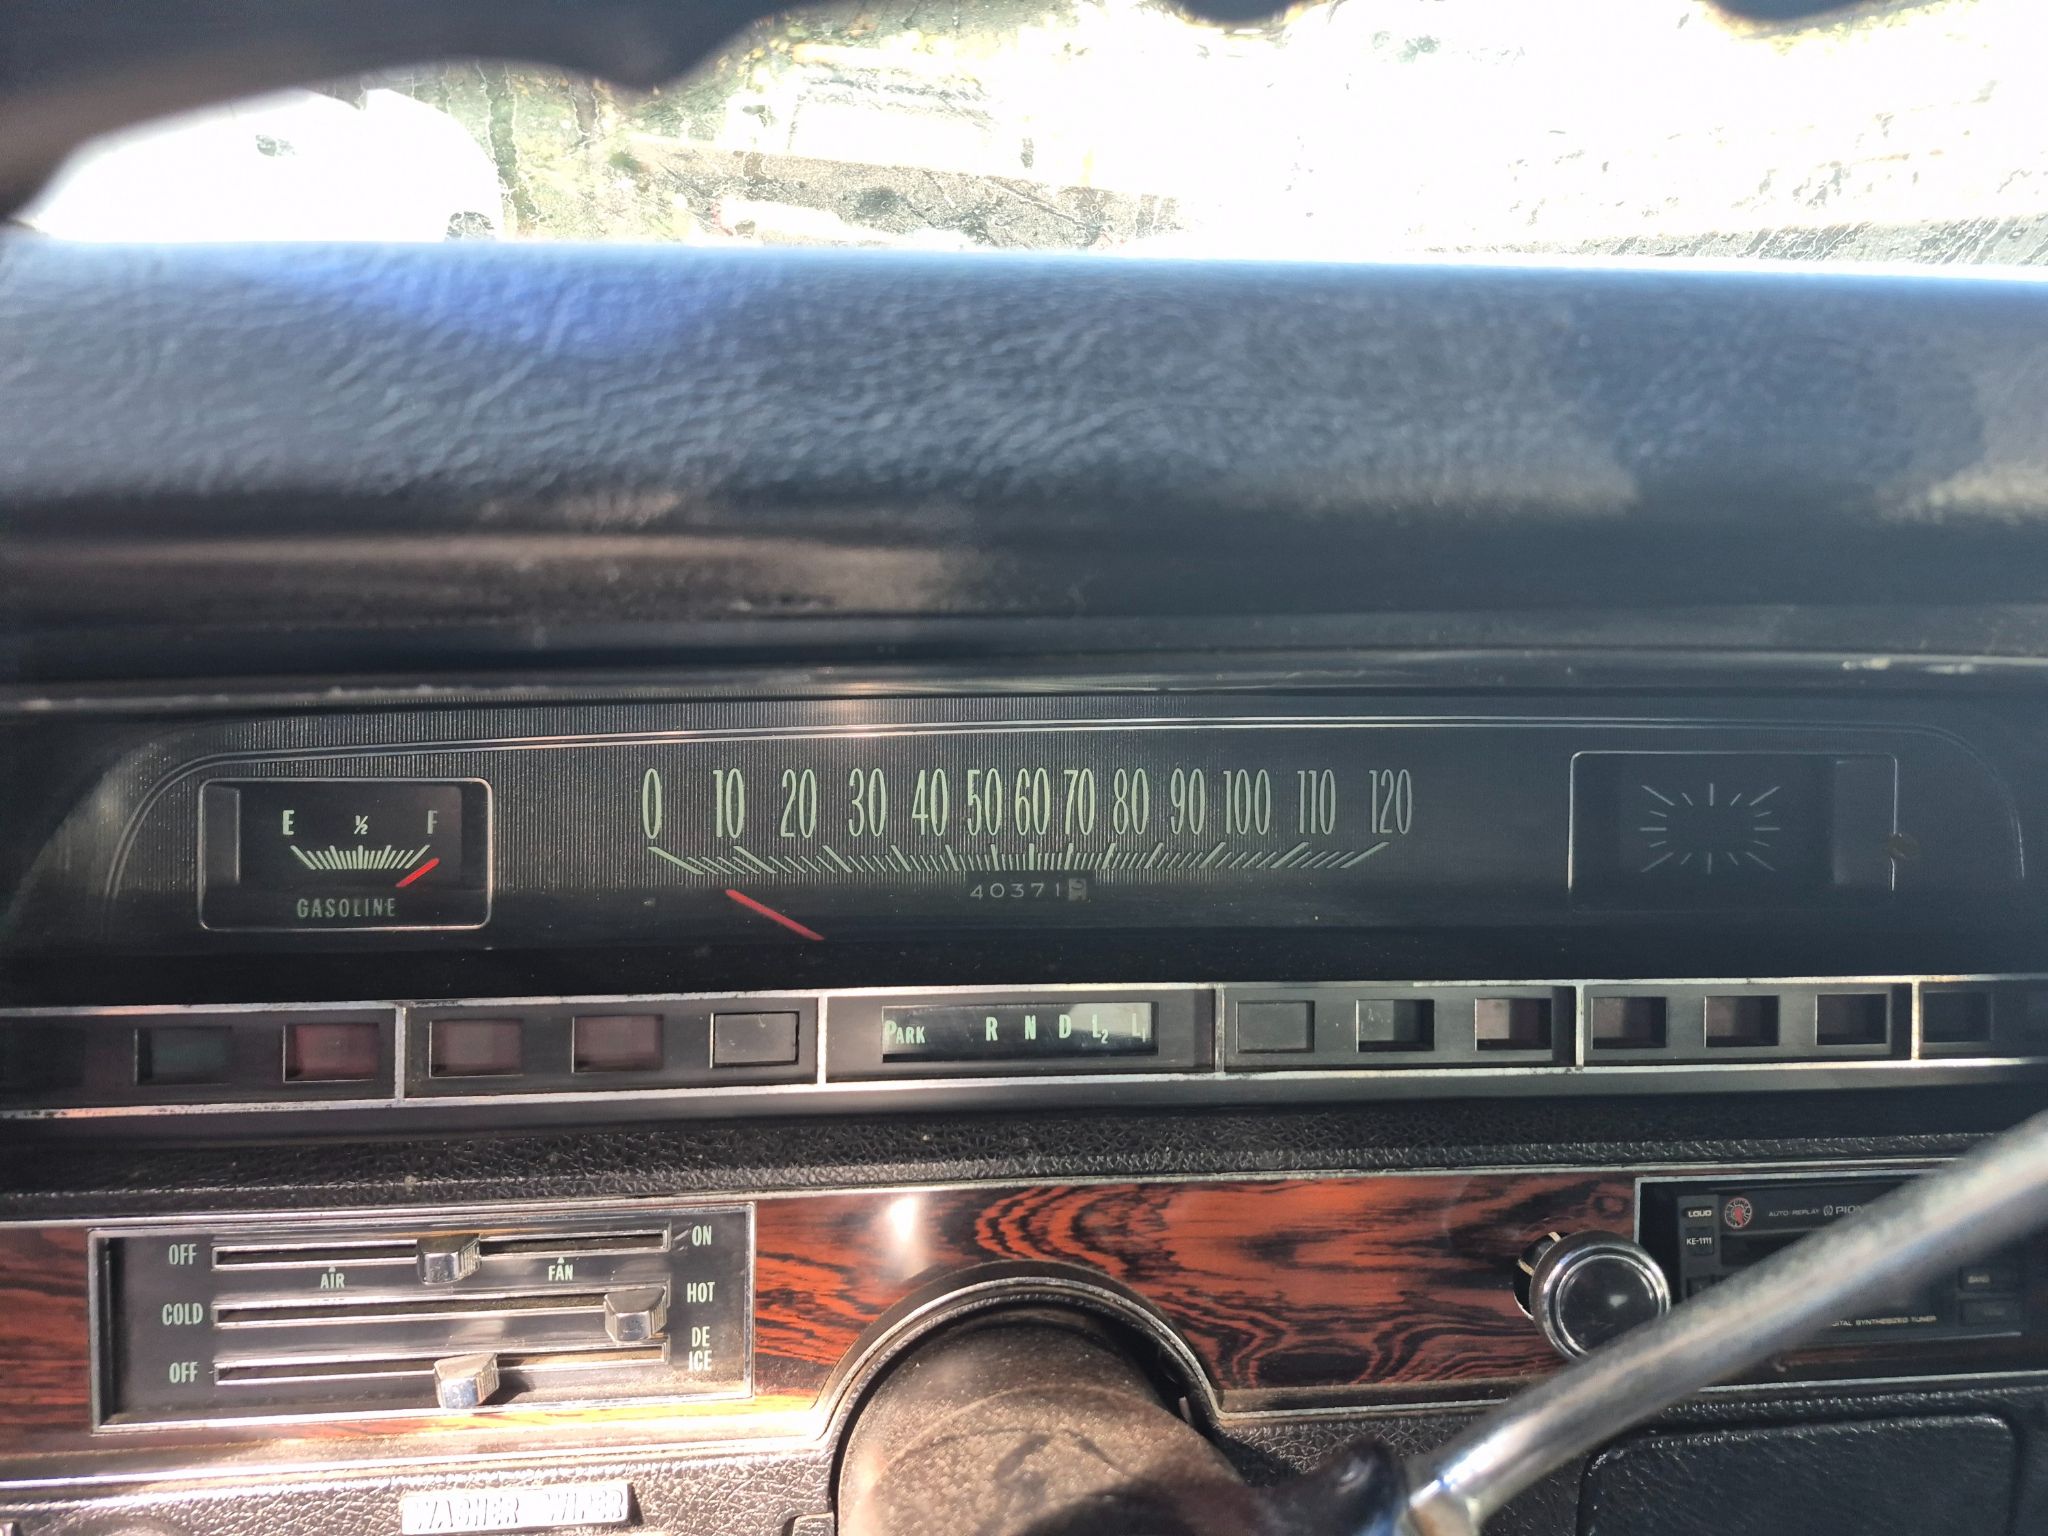 E ½ F
GASOLINE
0 10 20 30 40 50 60 70 80 90 100 110 120
40371
PARK R N D L2 L1
OFF ON
AIR FAN
COLD HOT
OFF DE
ICE
LOUD
AUTO-REPLAY
KE-1111
SYNTHESIZED TUNER
WASHER WIPER